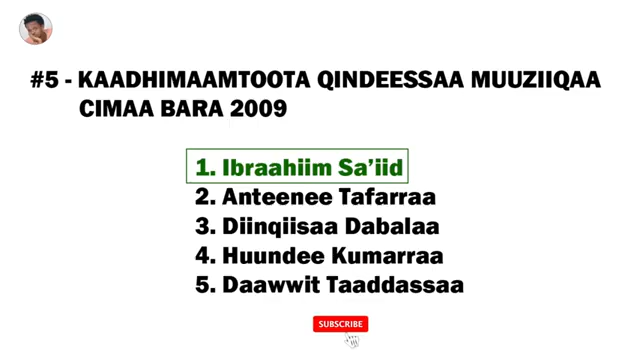 #5 - KAADHIMAAMTOOTA QINDEESSAA MUUZIIQAA
CIMAA BARA 2009
1. Ibraahiim Sa’iid
2. Anteenee Tafarraa
3. Diinqiisaa Dabalaa
4. Huundee Kumarraa
5. Daawwit Taaddassaa
SUBSCRIBE